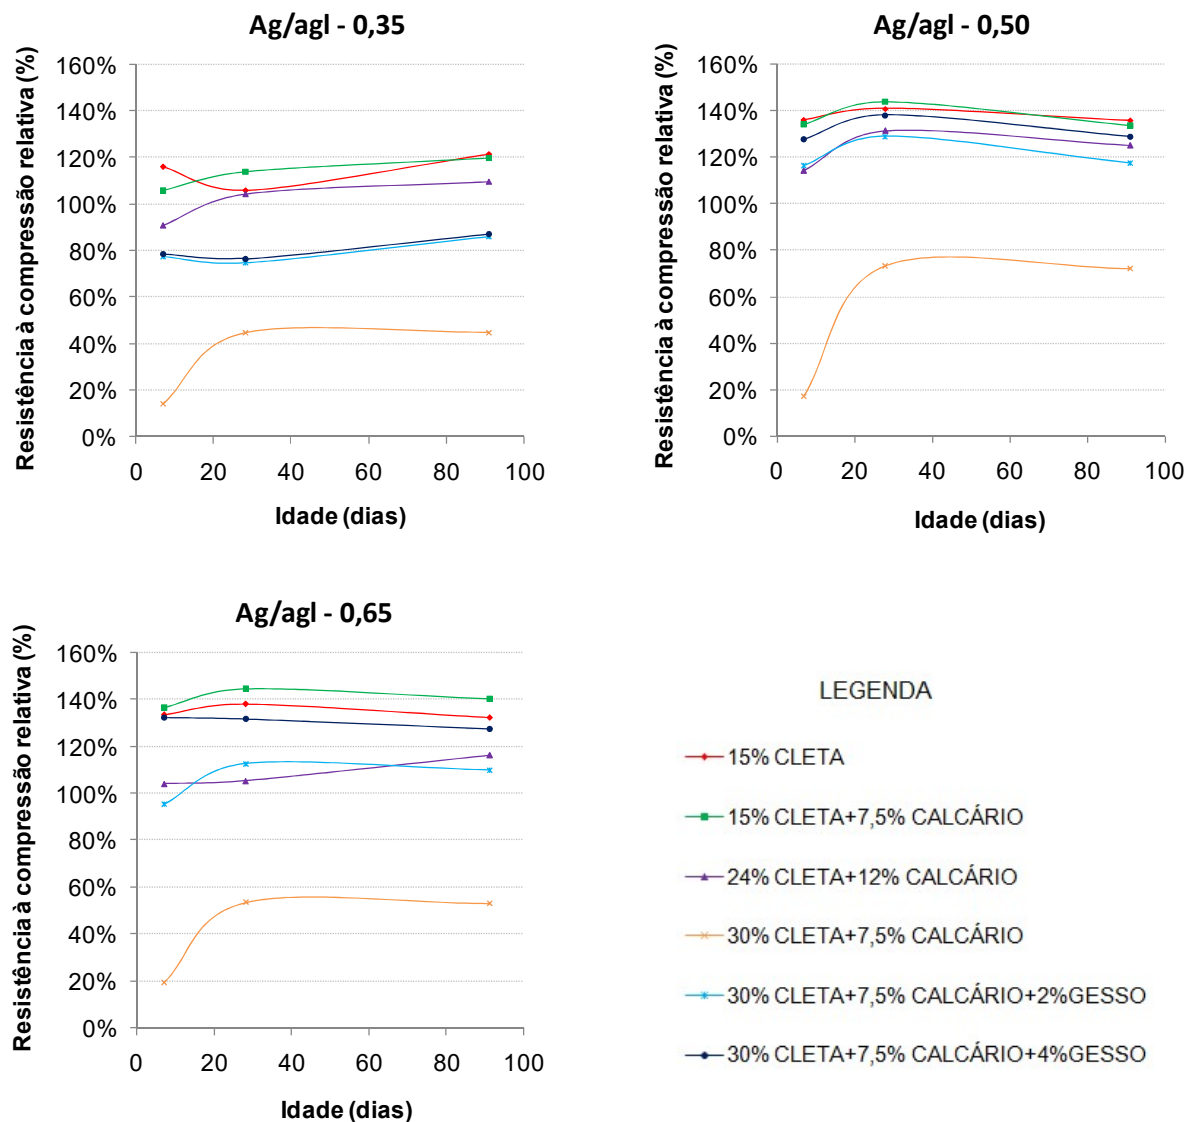 Ag/agl - 0,35
Resistência à compressão relativa (%)
160%
140%
120%
100%
80%
60%
40%
20%
0%
0 20 40 60 80 100
Idade (dias)
Ag/agl - 0,50
Resistência à compressão relativa (%)
160%
140%
120%
100%
80%
60%
40%
20%
0%
0 20 40 60 80 100
Idade (dias)
Ag/agl - 0,65
Resistência à compressão relativa (%)
160%
140%
120%
100%
80%
60%
40%
20%
0%
0 20 40 60 80 100
Idade (dias)
LEGENDA
15% CLETA
15% CLETA+7,5% CALCÁRIO
24% CLETA+12% CALCÁRIO
30% CLETA+7,5% CALCÁRIO
30% CLETA+7,5% CALCÁRIO+2%GESSO
30% CLETA+7,5% CALCÁRIO+4%GESSO